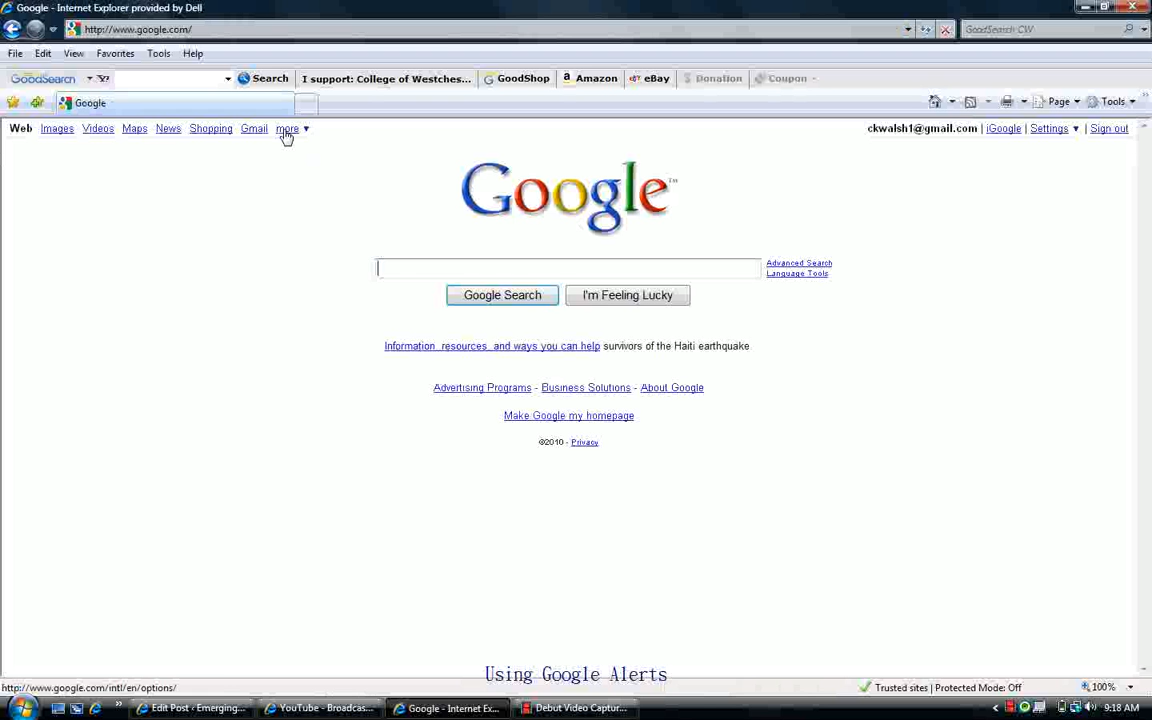 Google - Internet Explorer provided by Dell
http://www.google.com/
GoodSearch CW
File Edit View Favorites Tools Help
GOODSEARCH Search I support: College of Westches... GoodShop Amazon eBay Donation Coupon
Google Page Tools
Web Images Videos Maps News Shopping Gmail more ▼ ckwalsh1@gmail.com | iGoogle | Settings ▼ | Sign out
Google™
Advanced Search
Language Tools
Google Search I'm Feeling Lucky
Information, resources, and ways you can help survivors of the Haiti earthquake
Advertising Programs - Business Solutions - About Google
Make Google my homepage
©2010 - Privacy
Using Google Alerts
http://www.google.com/intl/en/options/ Trusted sites | Protected Mode: Off 100%
Edit Post ‹ Emerging... YouTube - Broadcas... Google - Internet Ex... Debut Video Captur... 9:18 AM